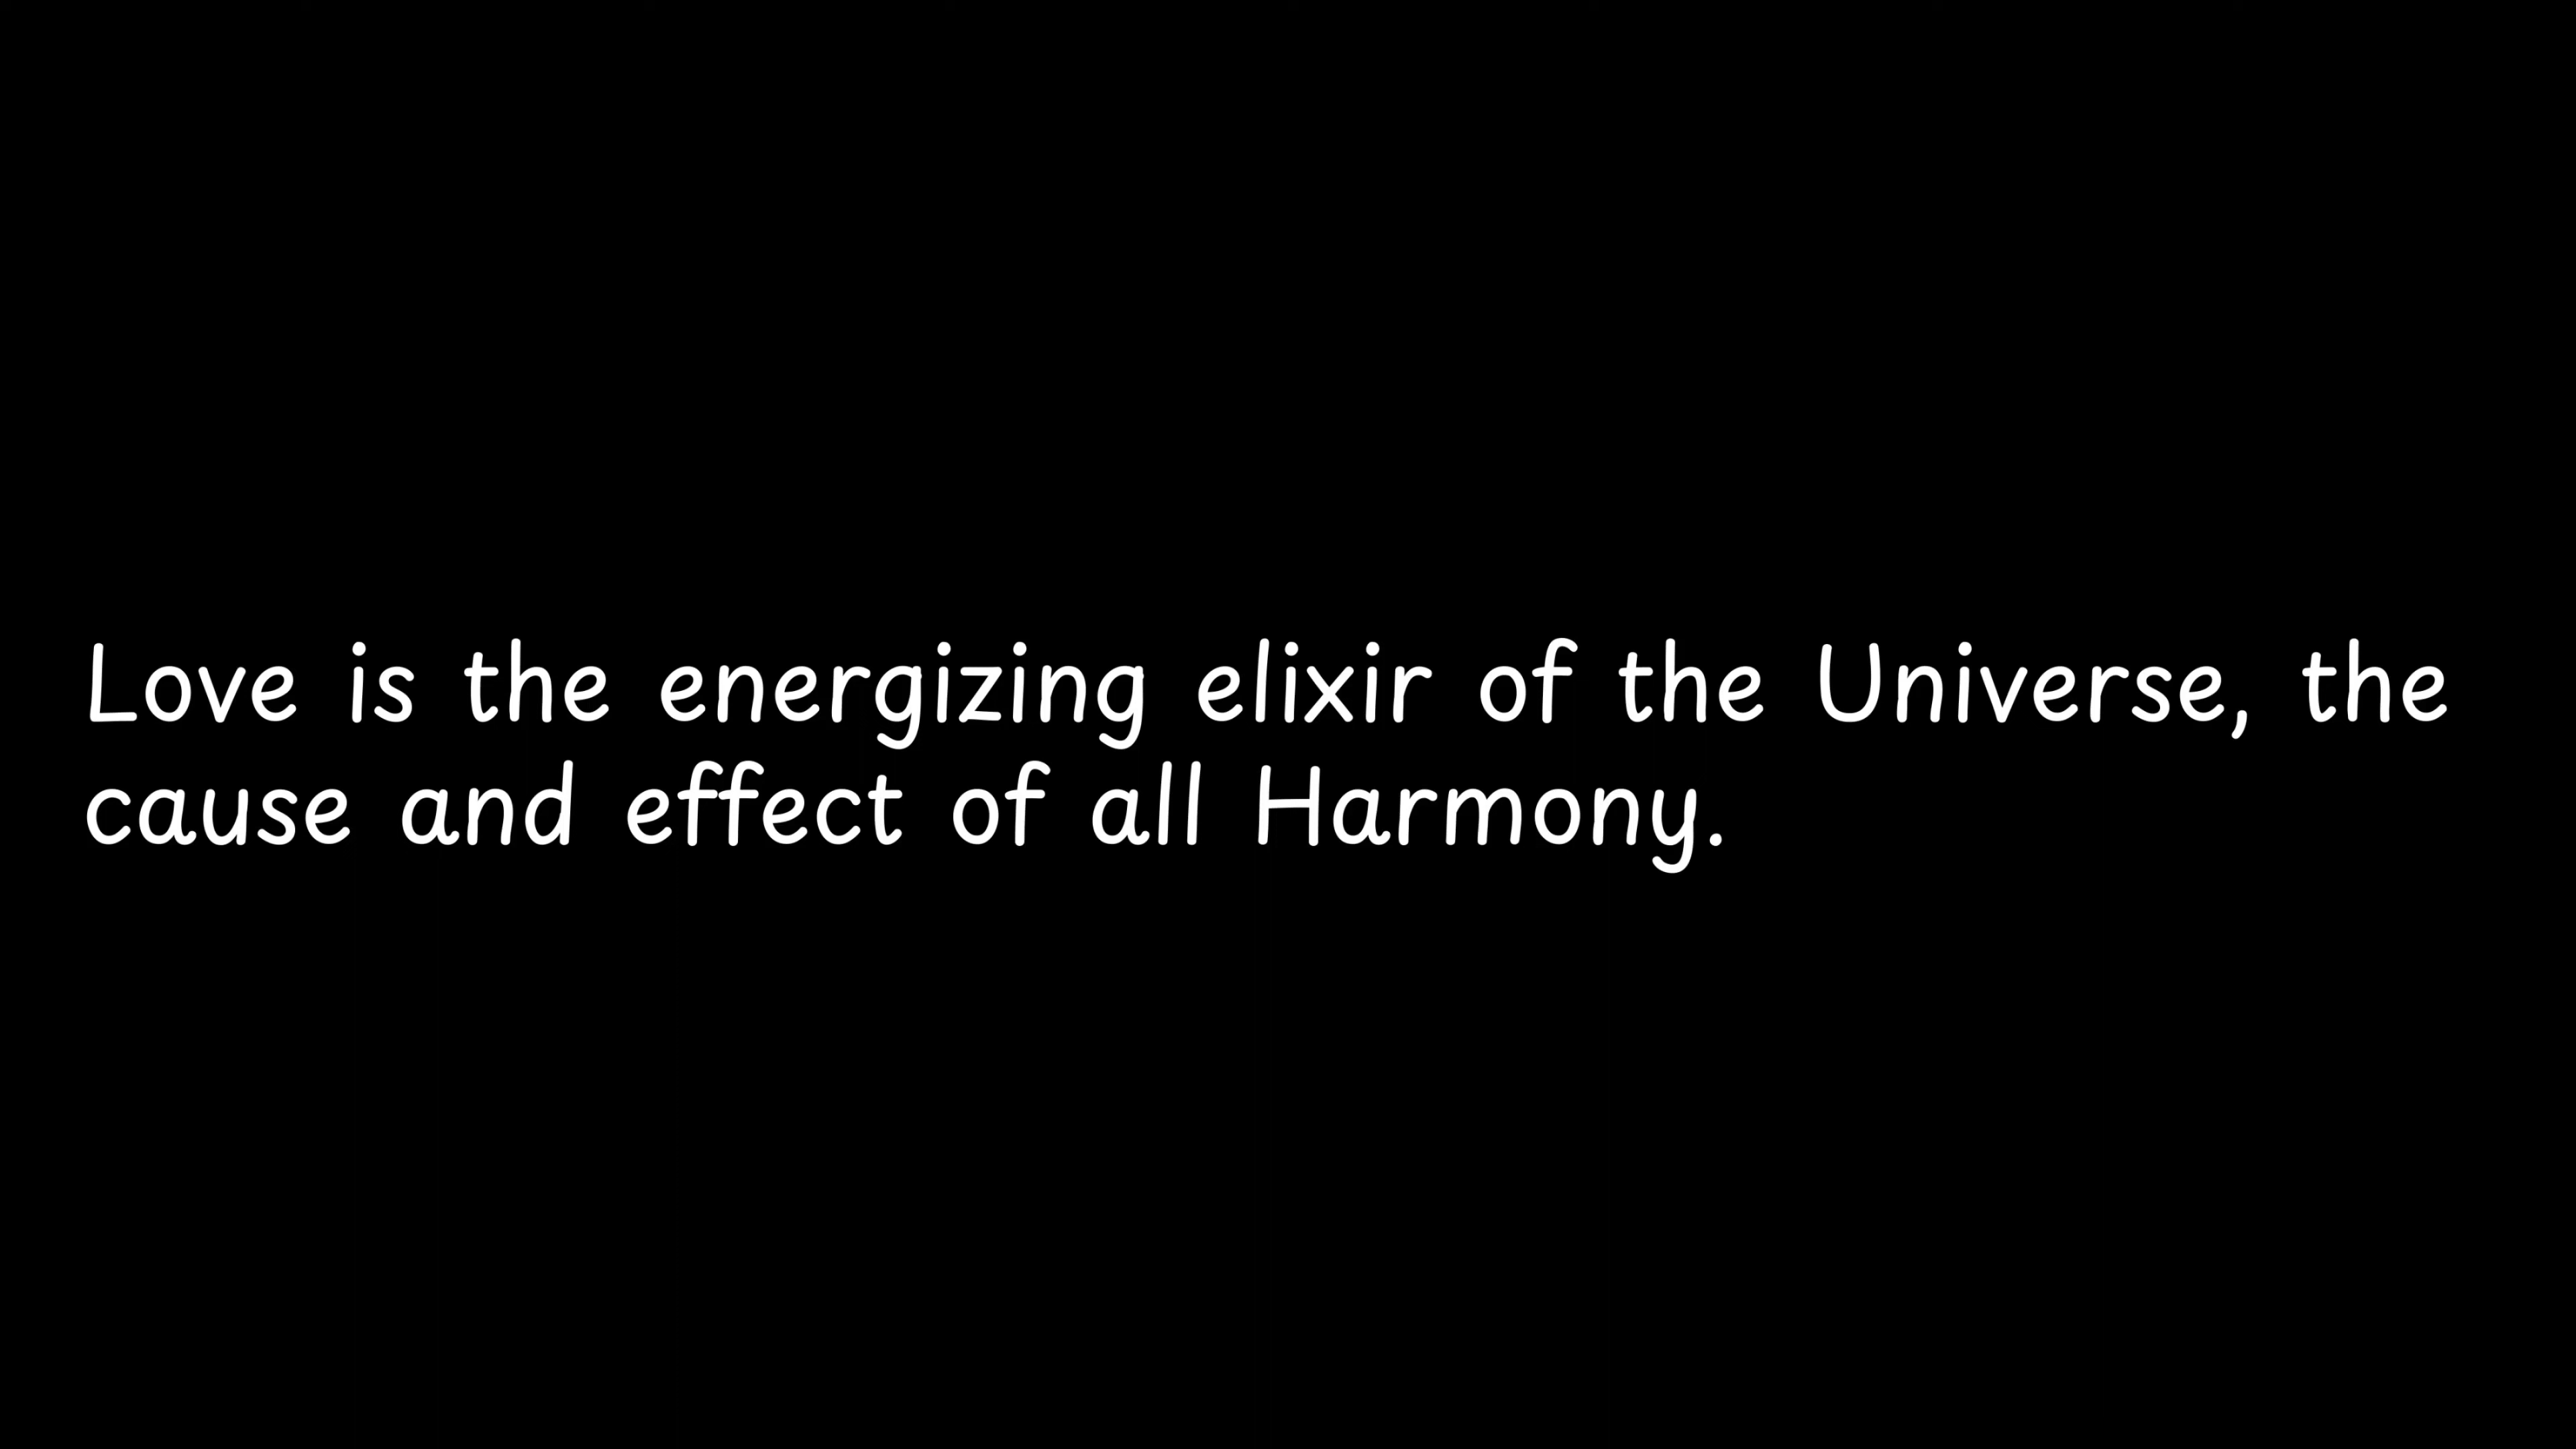 Love is the energizing elixir of the Universe, the
cause and effect of all Harmony.